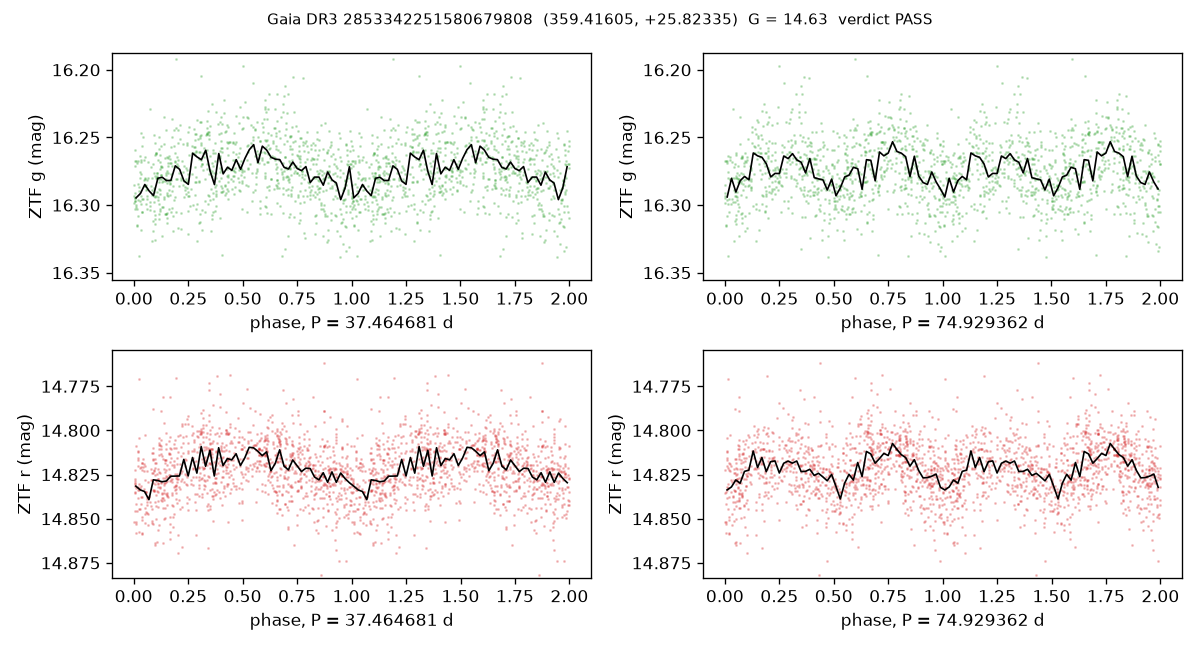 Gaia DR3 2853342251580679808 (359.41605, +25.82335) G = 14.63 verdict PASS
ZTF g (mag)
16.20
16.25
16.30
16.35
0.00 0.25 0.50 0.75 1.00 1.25 1.50 1.75 2.00
phase, P = 37.464681 d
ZTF g (mag)
16.20
16.25
16.30
16.35
0.00 0.25 0.50 0.75 1.00 1.25 1.50 1.75 2.00
phase, P = 74.929362 d
ZTF r (mag)
14.775
14.800
14.825
14.850
14.875
0.00 0.25 0.50 0.75 1.00 1.25 1.50 1.75 2.00
phase, P = 37.464681 d
ZTF r (mag)
14.775
14.800
14.825
14.850
14.875
0.00 0.25 0.50 0.75 1.00 1.25 1.50 1.75 2.00
phase, P = 74.929362 d